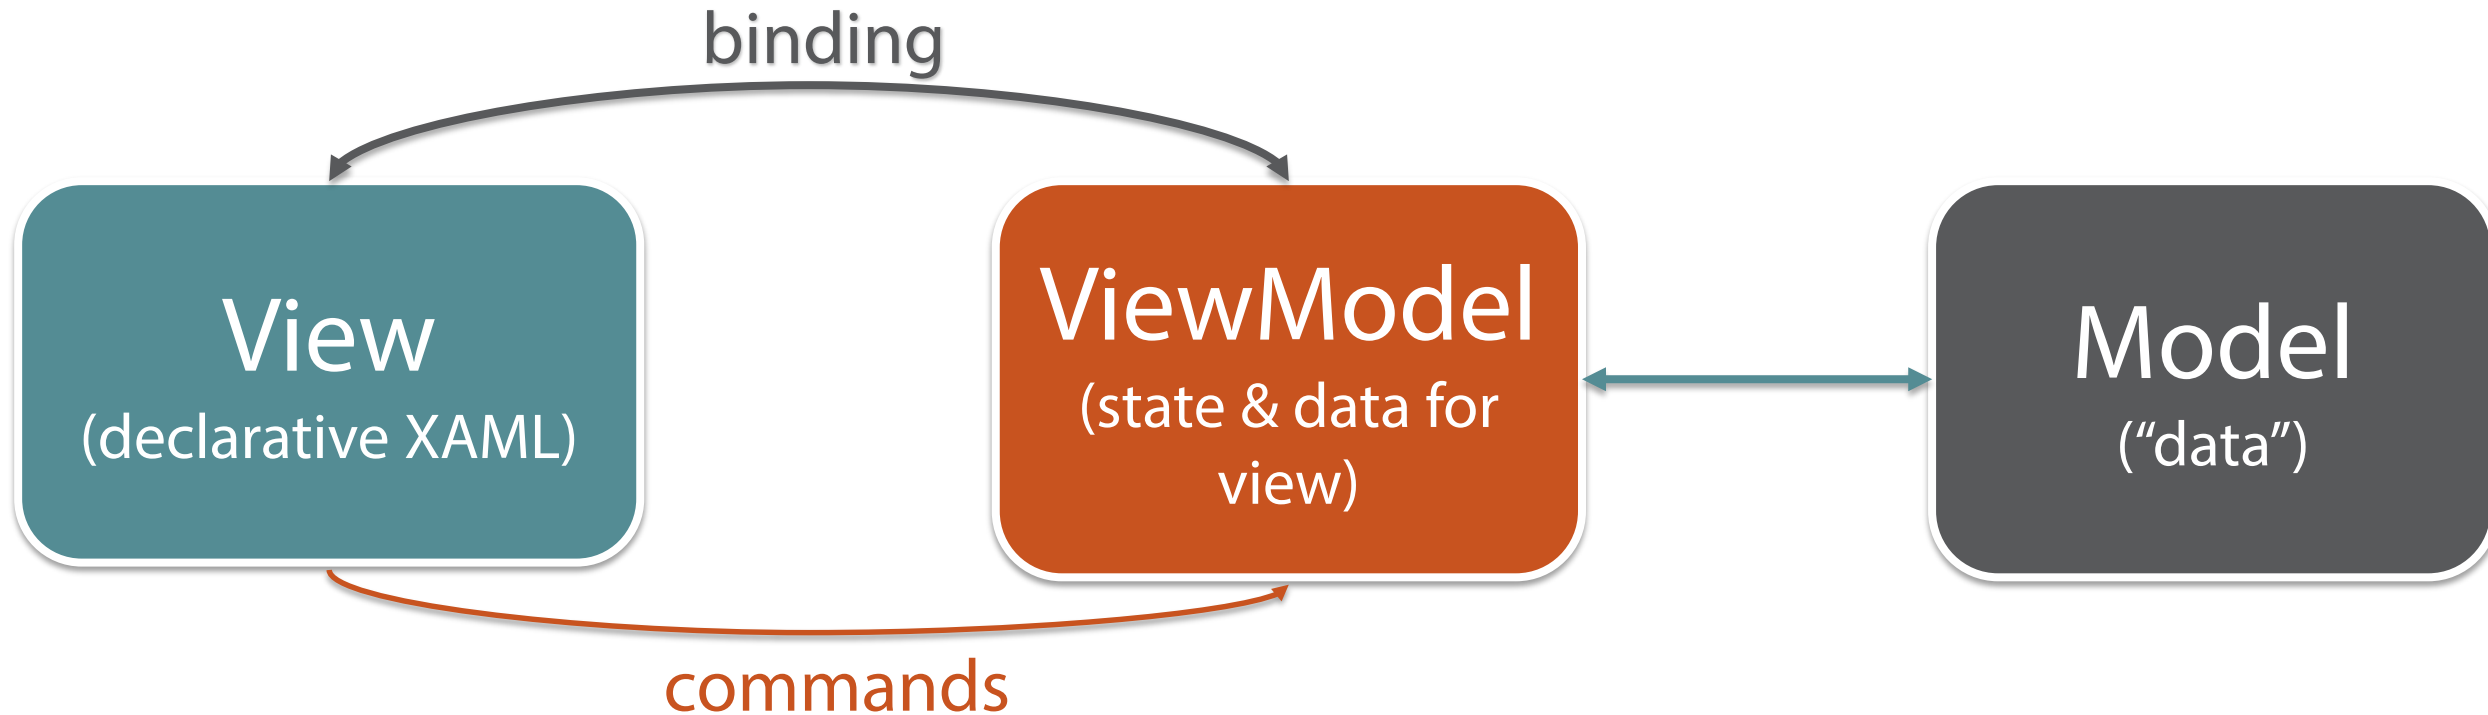 binding
View
(declarative XAML)
ViewModel
(state & data for
view)
Model
(“data”)
commands